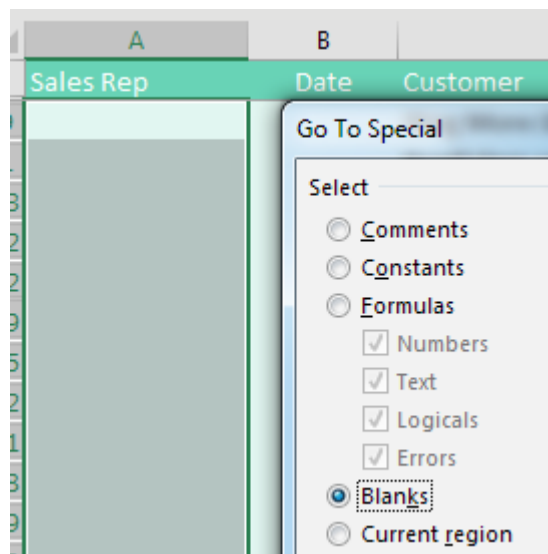 A B
Sales Rep Date Customer
Go To Special
Select
Comments
Constants
Formulas
Numbers
Text
Logicals
Errors
Blanks
Current region